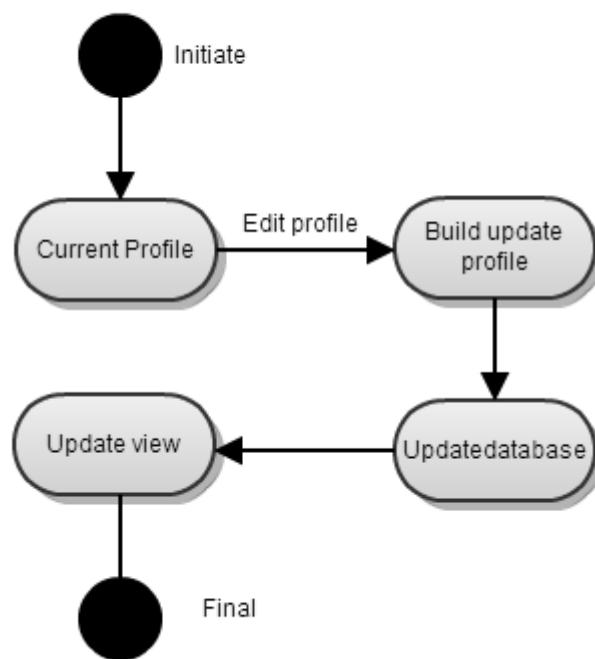 Initiate
Current Profile
Edit profile
Build update
profile
Updatedatabase
Update view
Final